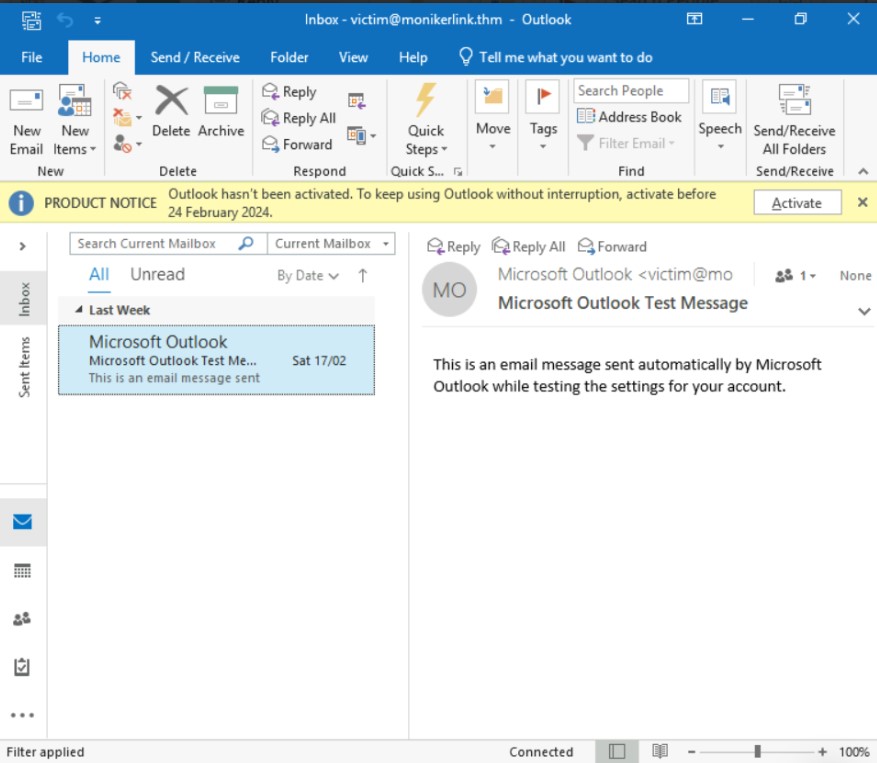 Inbox - victim@monikerlink.thm - Outlook
File Home Send / Receive Folder View Help Tell me what you want to do
New Email
New Items
Delete
Archive
Reply
Reply All
Forward
Quick Steps
Move
Tags
Search People
Address Book
Filter Email
Speech
Send/Receive All Folders
New Delete Respond Quick S... Find Send/Receive
PRODUCT NOTICE Outlook hasn't been activated. To keep using Outlook without interruption, activate before
24 February 2024.
Activate
Search Current Mailbox Current Mailbox
All Unread By Date
Last Week
Microsoft Outlook
Microsoft Outlook Test Me... Sat 17/02
This is an email message sent
Inbox
Sent Items
Reply Reply All Forward
MO
Microsoft Outlook <victim@mo 1 None
Microsoft Outlook Test Message
This is an email message sent automatically by Microsoft
Outlook while testing the settings for your account.
Filter applied Connected 100%